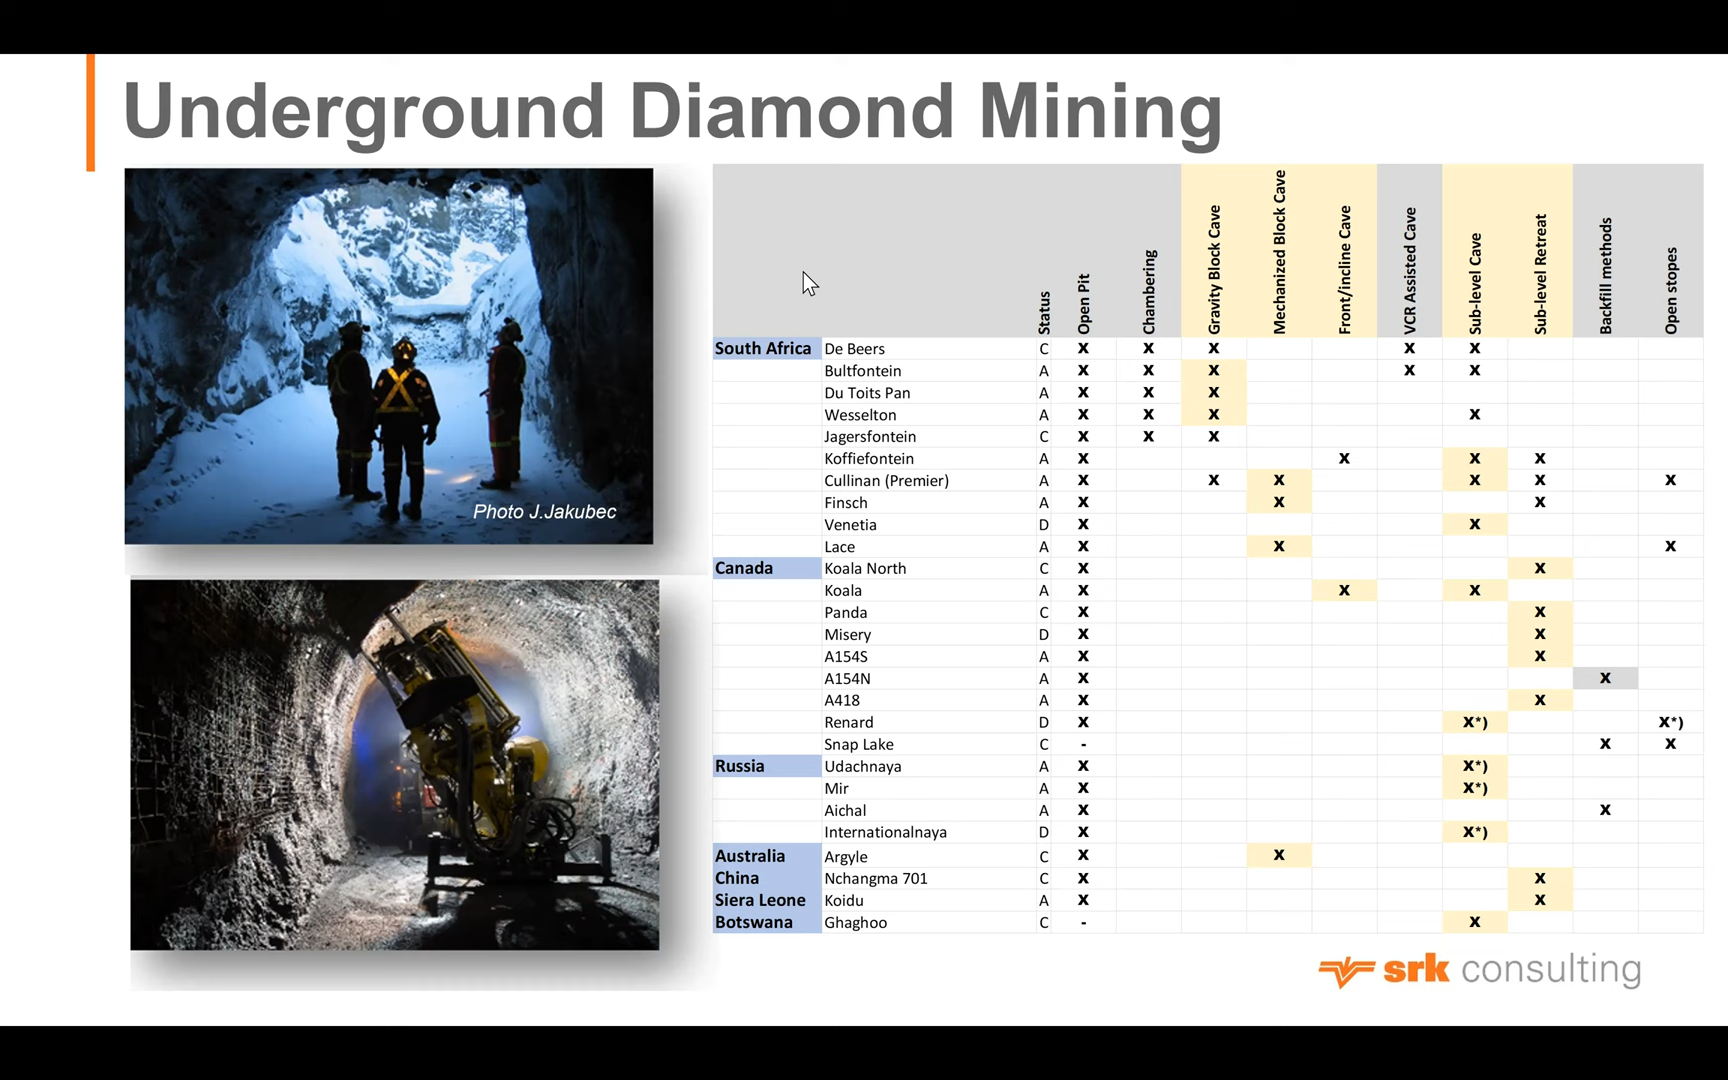 Underground Diamond Mining
Photo J.Jakubec
Status Open Pit Chambering Gravity Block Cave Mechanized Block Cave Front/incline Cave VCR Assisted Cave Sub-level Cave Sub-level Retreat Backfill methods Open stopes
South Africa De Beers C X X X X X
Bultfontein A X X X X X
Du Toits Pan A X X X
Wesselton A X X X X
Jagersfontein C X X X
Koffiefontein A X X X X
Cullinan (Premier) A X X X X X X
Finsch A X X X
Venetia D X X
Lace A X X X
Canada Koala North C X X
Koala A X X X
Panda C X X
Misery D X X
A154S A X X
A154N A X X
A418 A X X
Renard D X X*) X*)
Snap Lake C - X X
Russia Udachnaya A X X*)
Mir A X X*)
Aichal A X X
Internationalnaya D X X*)
Australia Argyle C X X
China Nchangma 701 C X X
Siera Leone Koidu A X X
Botswana Ghaghoo C - X
srk consulting